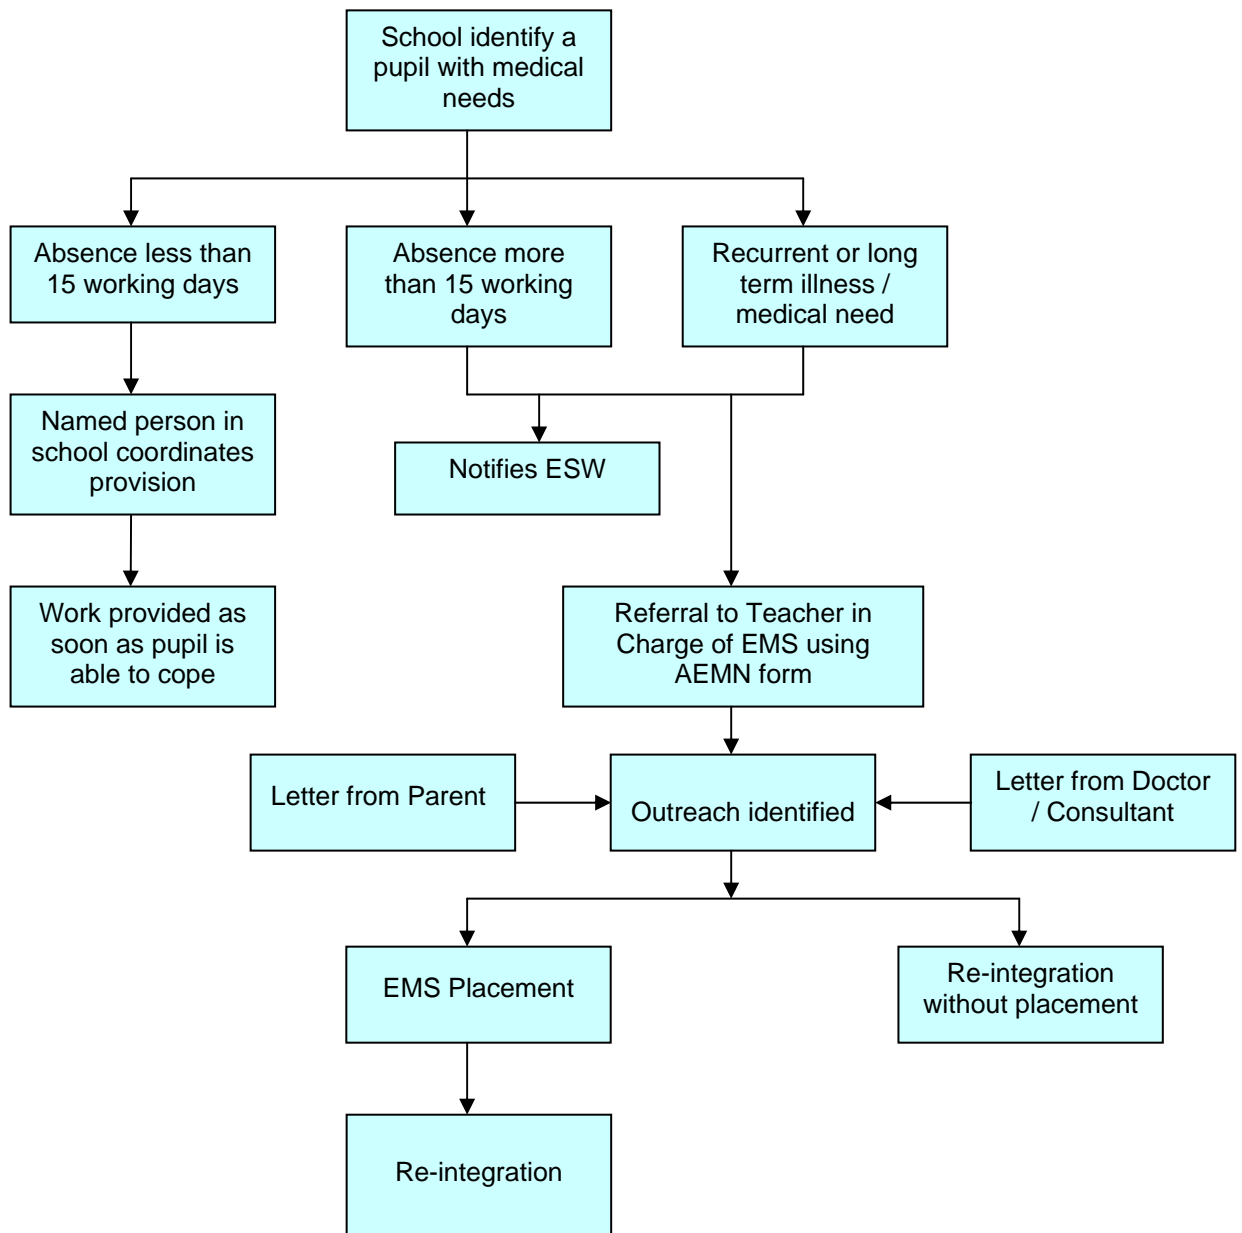 School identify a
pupil with medical
needs
Absence less than
15 working days
Absence more
than 15 working
days
Recurrent or long
term illness /
medical need
Named person in
school coordinates
provision
Notifies ESW
Work provided as
soon as pupil is
able to cope
Referral to Teacher in
Charge of EMS using
AEMN form
Letter from Parent
Outreach identified
Letter from Doctor
/ Consultant
EMS Placement
Re-integration
without placement
Re-integration